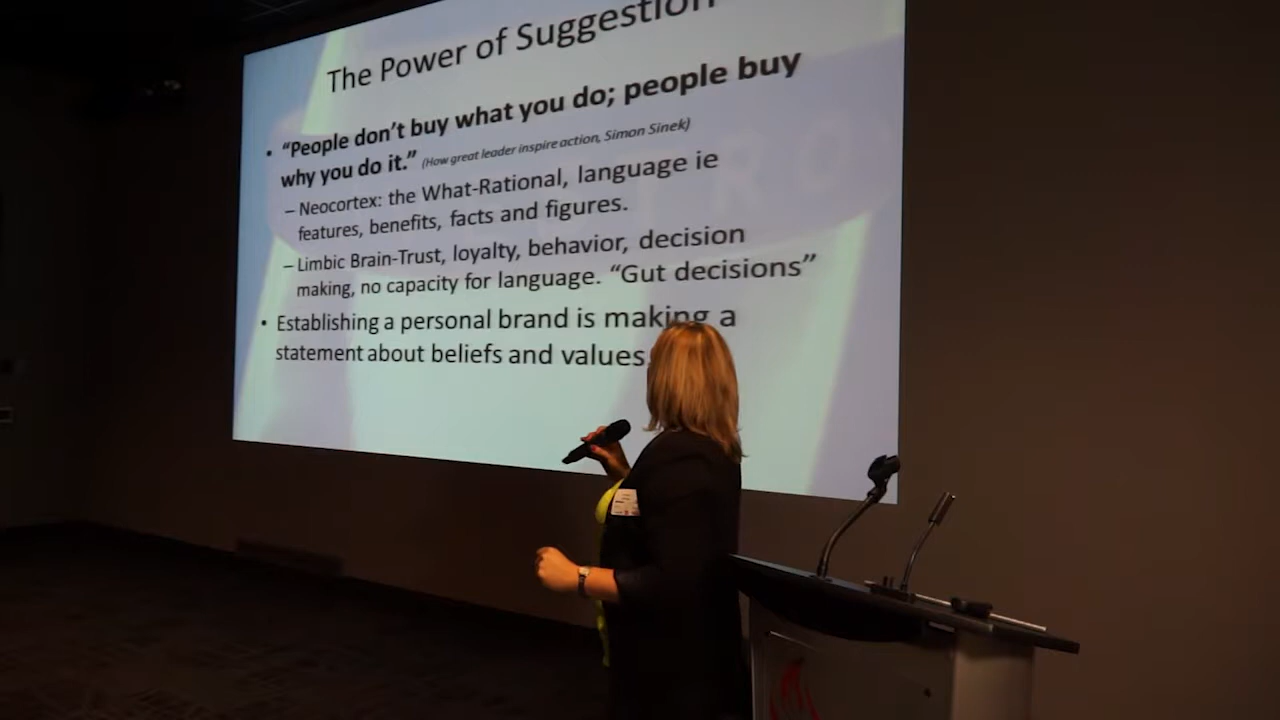 The Power of Suggestion
• “People don’t buy what you do; people buy
why you do it.” (How great leader inspire action, Simon Sinek)
– Neocortex: the What-Rational, language ie
features, benefits, facts and figures.
– Limbic Brain-Trust, loyalty, behavior, decision
making, no capacity for language. “Gut decisions”
• Establishing a personal brand is making a
statement about beliefs and values.